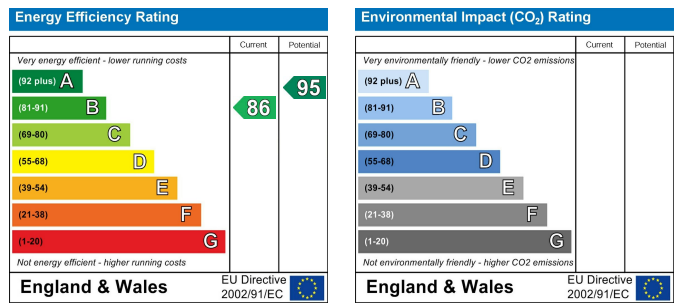 Energy Efficiency Rating
Current Potential
Very energy efficient - lower running costs
(92 plus) A
95
(81-91) B
86
(69-80) C
(55-68) D
(39-54) E
(21-38) F
(1-20) G
Not energy efficient - higher running costs
England & Wales
EU Directive
2002/91/EC
Environmental Impact (CO₂) Rating
Current Potential
Very environmentally friendly - lower CO2 emissions
(92 plus) A
(81-91) B
(69-80) C
(55-68) D
(39-54) E
(21-38) F
(1-20) G
Not environmentally friendly - higher CO2 emissions
England & Wales
EU Directive
2002/91/EC